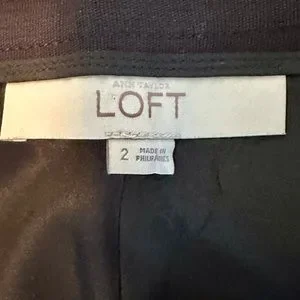 ANN TAYLOR
LOFT
2
MADE IN
PHILIPPINES